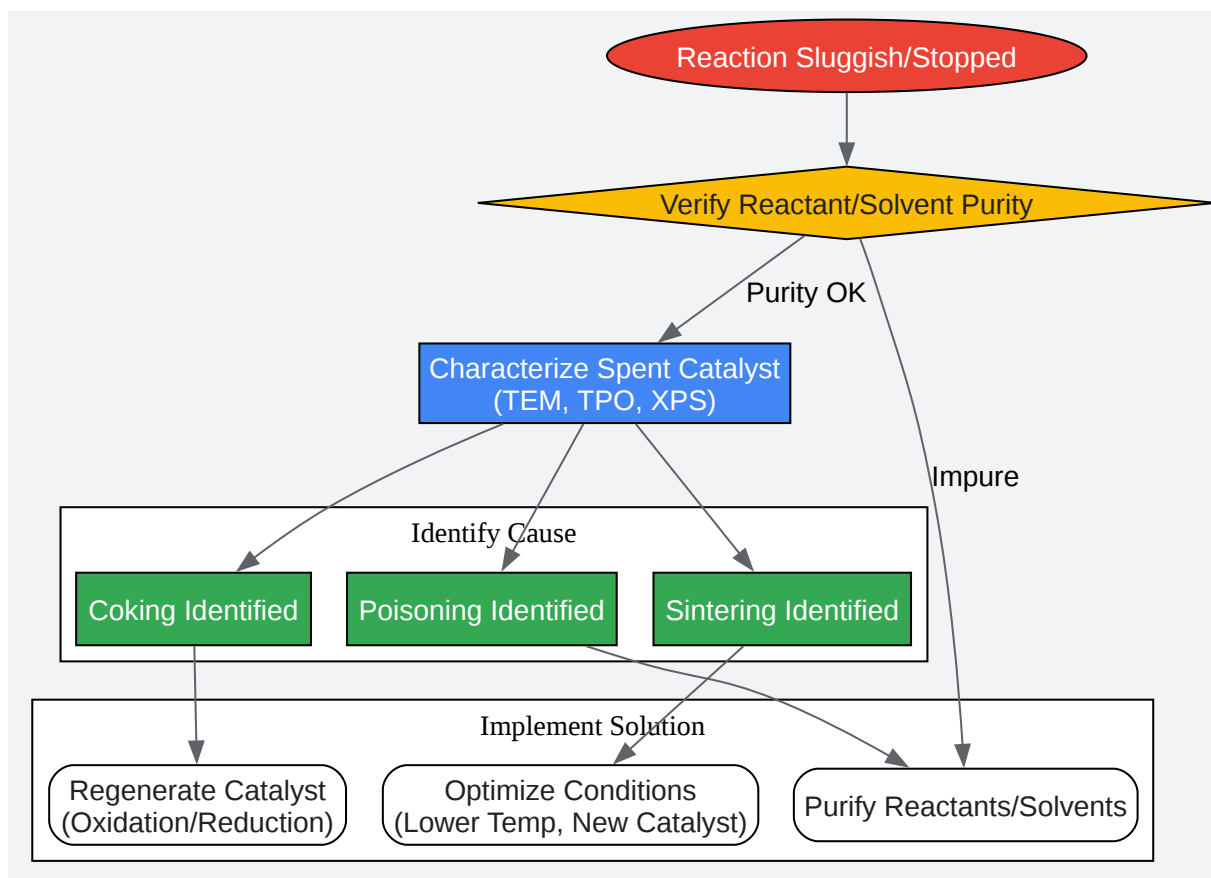 Reaction Sluggish/Stopped
Verify Reactant/Solvent Purity
Purity OK
Characterize Spent Catalyst
(TEM, TPO, XPS)
Impure
Identify Cause
Coking Identified
Poisoning Identified
Sintering Identified
Implement Solution
Regenerate Catalyst
(Oxidation/Reduction)
Optimize Conditions
(Lower Temp, New Catalyst)
Purify Reactants/Solvents